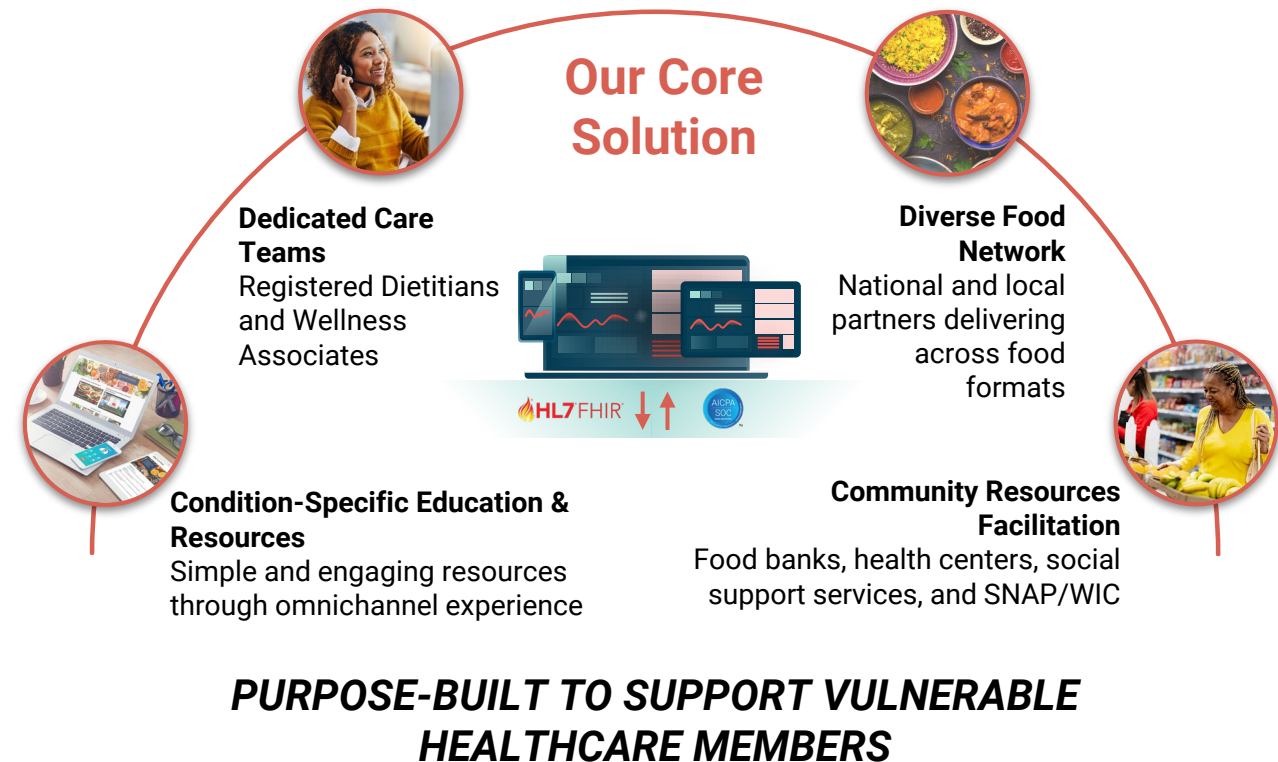 Our Core
Solution
Dedicated Care
Teams
Registered Dietitians
and Wellness
Associates
Diverse Food
Network
National and local
partners delivering
across food
formats
HL7 FHIR
AICPA
SOC
Condition-Specific Education &
Resources
Simple and engaging resources
through omnichannel experience
Community Resources
Facilitation
Food banks, health centers, social
support services, and SNAP/WIC
PURPOSE-BUILT TO SUPPORT VULNERABLE
HEALTHCARE MEMBERS